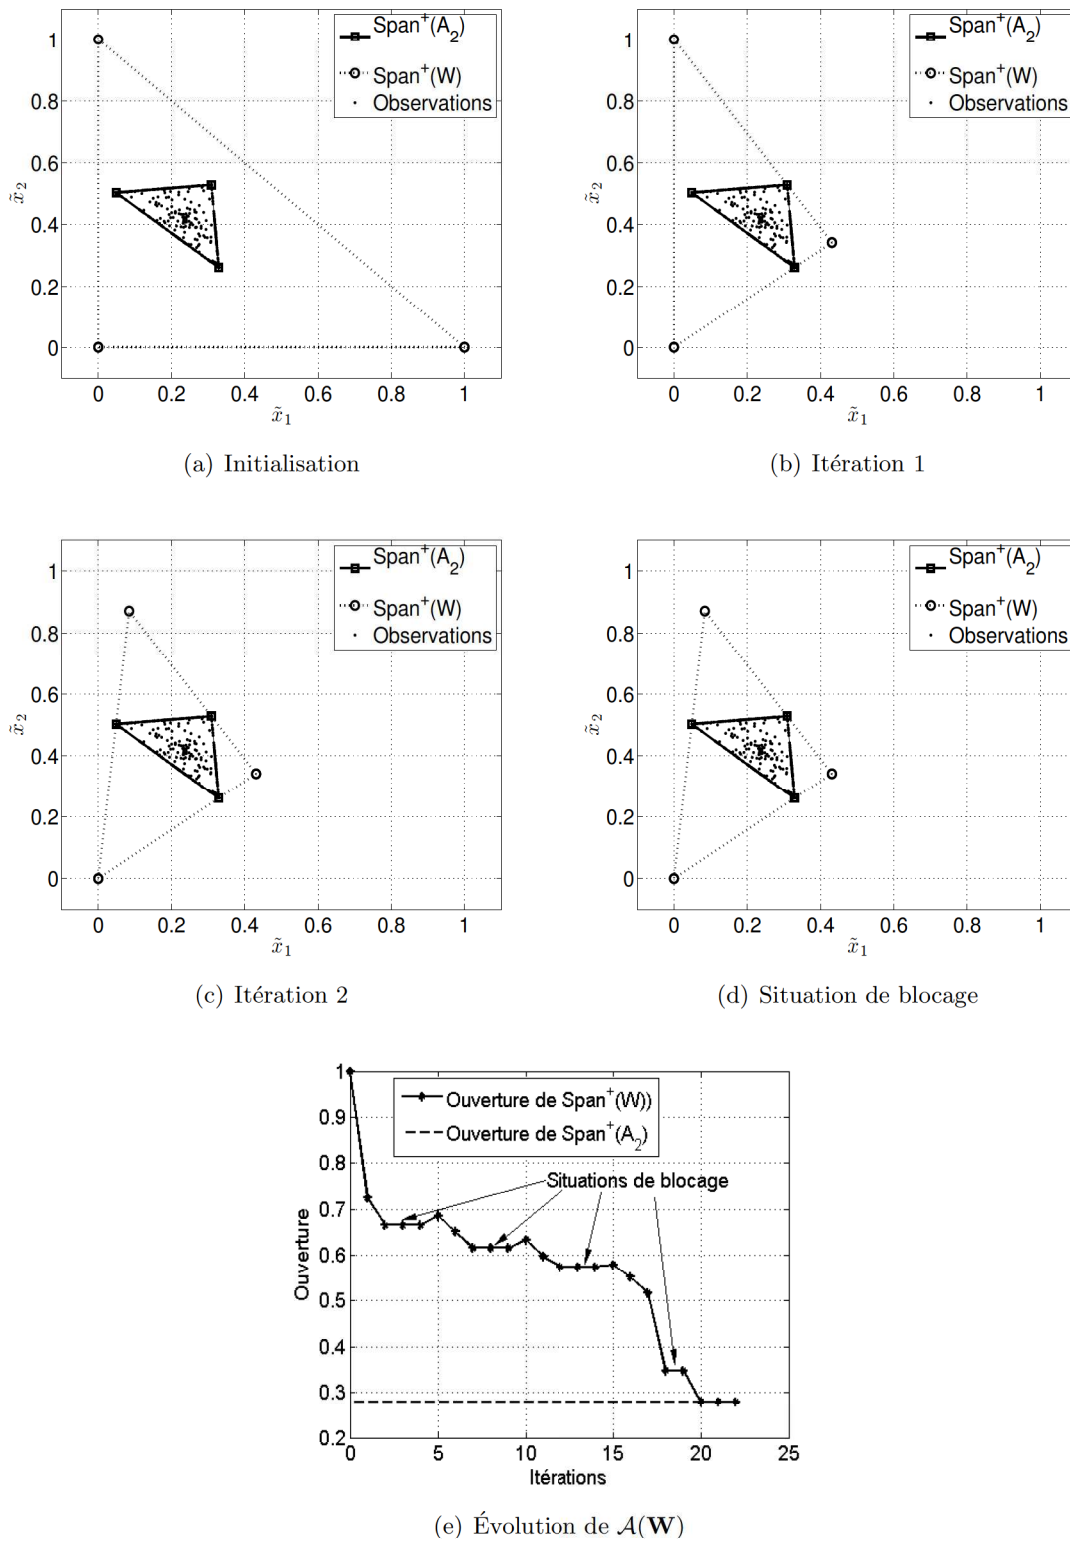 Span+(A2)
Span+(W)
Observations
1
0.8
0.6
0.4
0.2
0
x̃2
0 0.2 0.4 0.6 0.8 1
x̃1
(a) Initialisation
Span+(A2)
Span+(W)
Observations
1
0.8
0.6
0.4
0.2
0
x̃2
0 0.2 0.4 0.6 0.8 1
x̃1
(b) Itération 1
Span+(A2)
Span+(W)
Observations
1
0.8
0.6
0.4
0.2
0
x̃2
0 0.2 0.4 0.6 0.8 1
x̃1
(c) Itération 2
Span+(A2)
Span+(W)
Observations
1
0.8
0.6
0.4
0.2
0
x̃2
0 0.2 0.4 0.6 0.8 1
x̃1
(d) Situation de blocage
Ouverture de Span+(W))
Ouverture de Span+(A2)
Situations de blocage
1
0.9
0.8
0.7
0.6
0.5
0.4
0.3
0.2
Ouverture
0 5 10 15 20 25
Itérations
(e) Évolution de A(W)